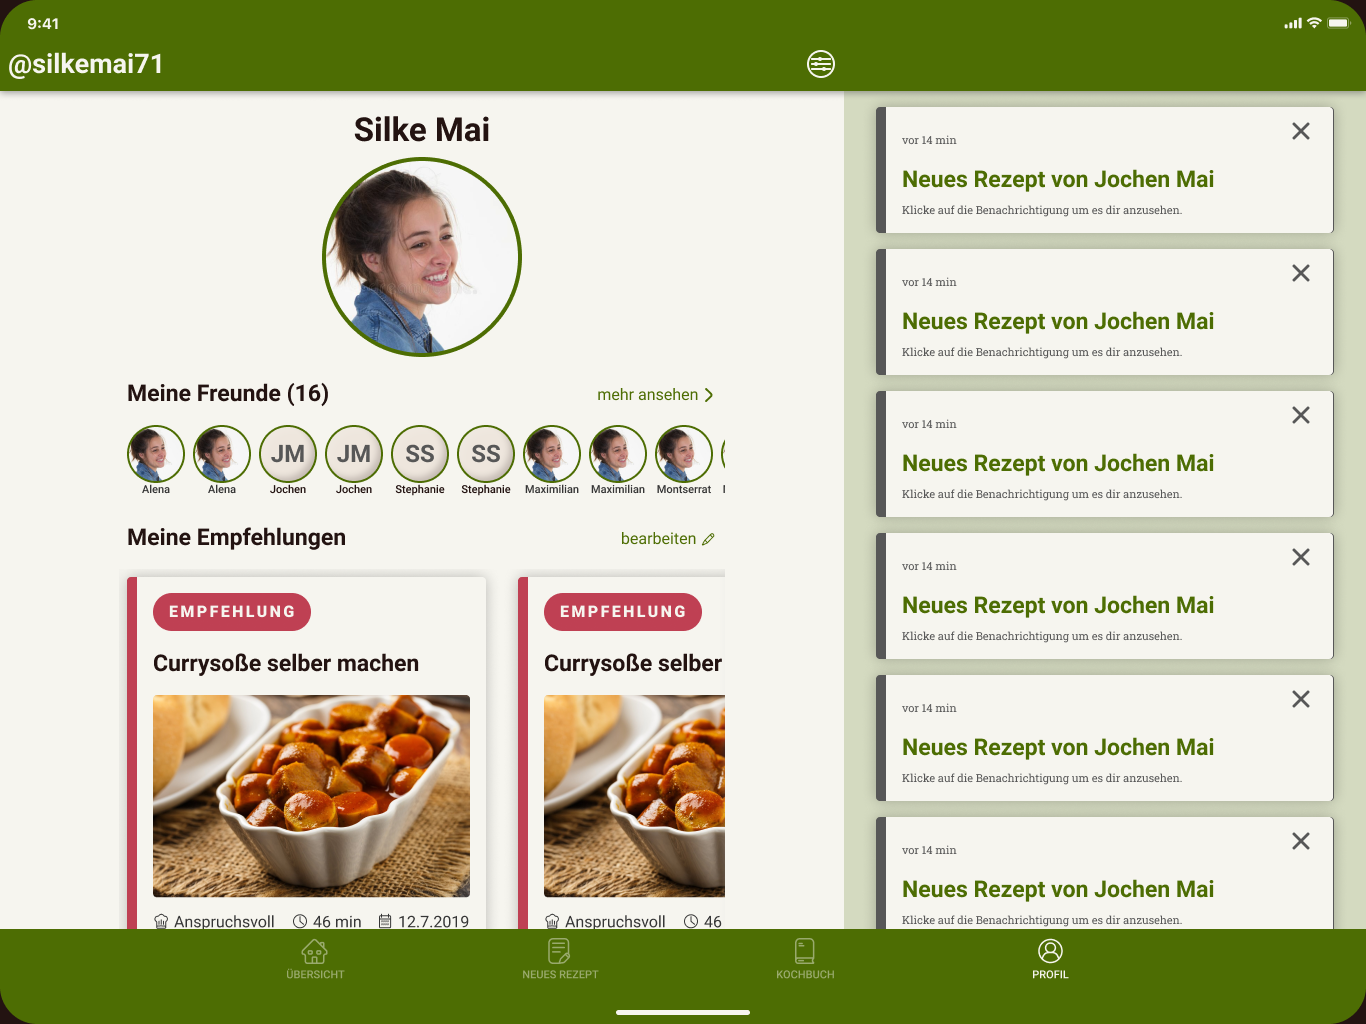 9:41
@silkemai71
Silke Mai
Meine Freunde (16)
mehr ansehen
JM
JM
SS
SS
Alena
Alena
Jochen
Jochen
Stephanie
Stephanie
Maximilian
Maximilian
Montserrat
Meine Empfehlungen
bearbeiten
EMPFEHLUNG
Currysoße selber machen
Anspruchsvoll
46 min
12.7.2019
EMPFEHLUNG
Currysoße selber
Anspruchsvoll
46
vor 14 min
Neues Rezept von Jochen Mai
Klicke auf die Benachrichtigung um es dir anzusehen.
vor 14 min
Neues Rezept von Jochen Mai
Klicke auf die Benachrichtigung um es dir anzusehen.
vor 14 min
Neues Rezept von Jochen Mai
Klicke auf die Benachrichtigung um es dir anzusehen.
vor 14 min
Neues Rezept von Jochen Mai
Klicke auf die Benachrichtigung um es dir anzusehen.
vor 14 min
Neues Rezept von Jochen Mai
Klicke auf die Benachrichtigung um es dir anzusehen.
vor 14 min
Neues Rezept von Jochen Mai
Klicke auf die Benachrichtigung um es dir anzusehen.
ÜBERSICHT
NEUES REZEPT
KOCHBUCH
PROFIL